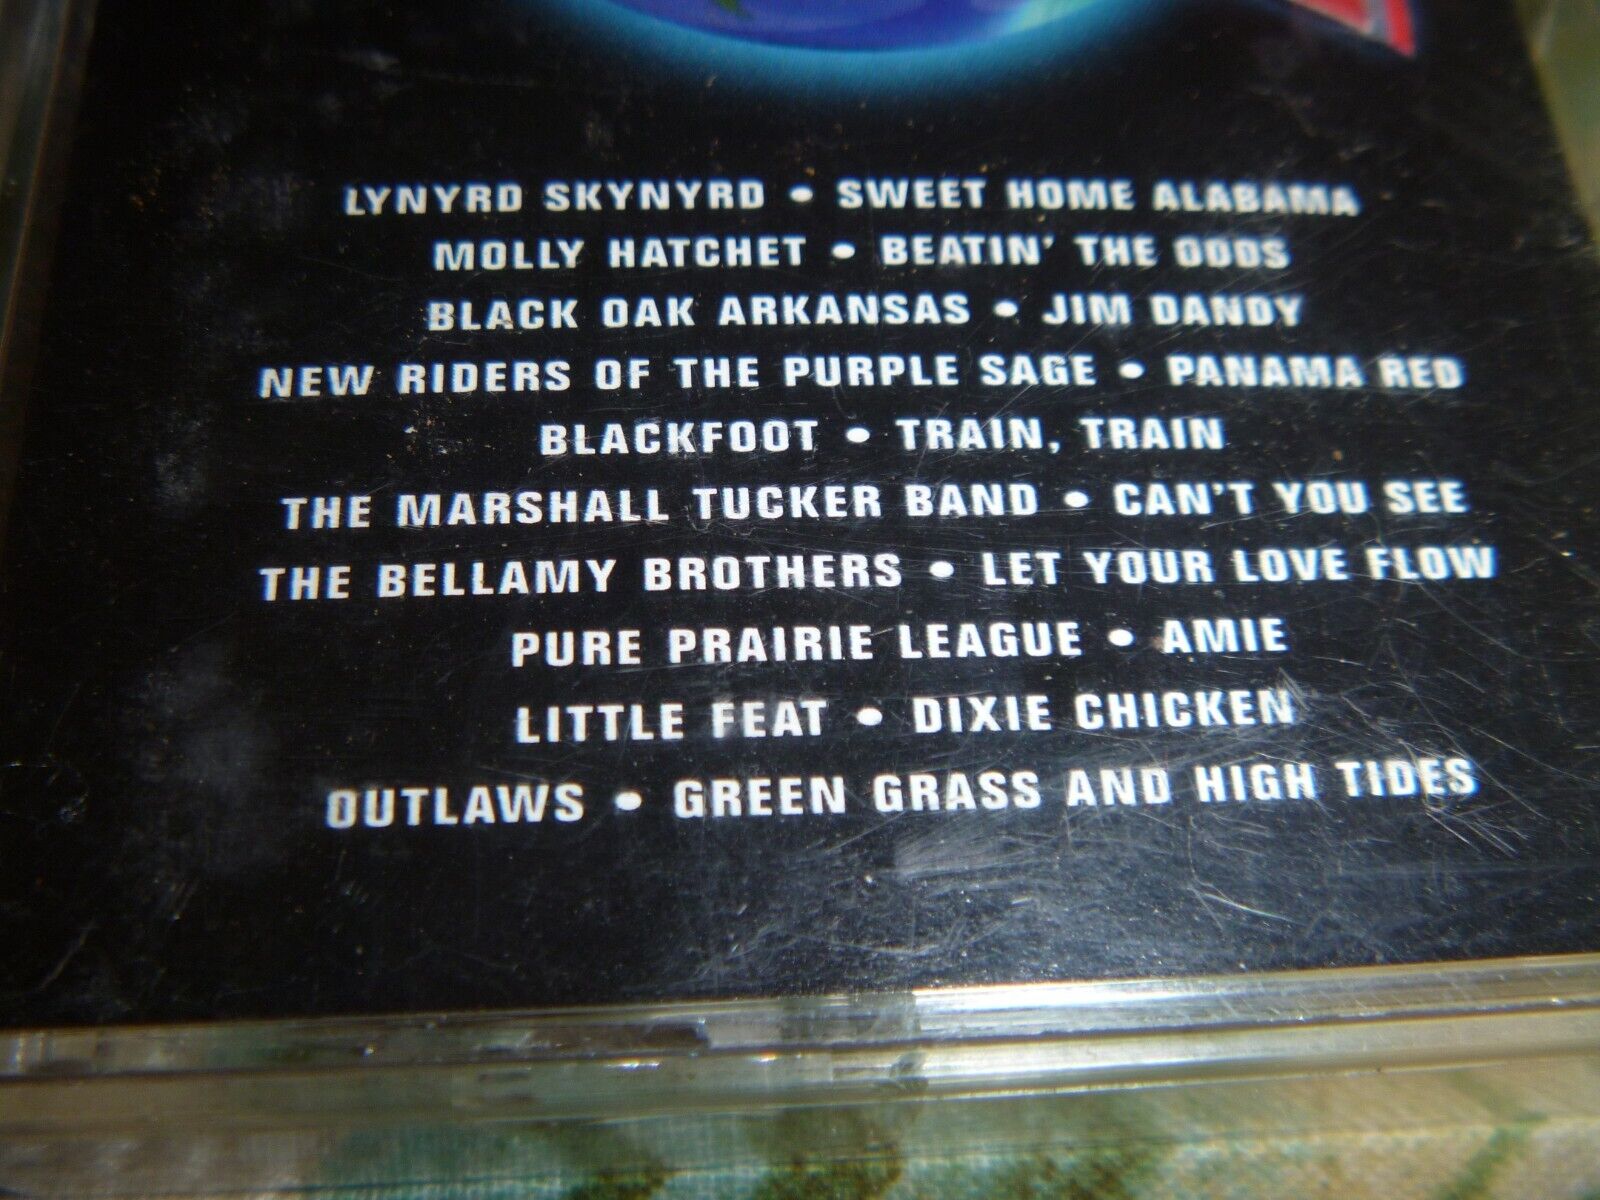 LYNYRD SKYNYRD • SWEET HOME ALABAMA
MOLLY HATCHET • BEATIN' THE ODDS
BLACK OAK ARKANSAS • JIM DANDY
NEW RIDERS OF THE PURPLE SAGE • PANAMA RED
BLACKFOOT • TRAIN, TRAIN
THE MARSHALL TUCKER BAND • CAN'T YOU SEE
THE BELLAMY BROTHERS • LET YOUR LOVE FLOW
PURE PRAIRIE LEAGUE • AMIE
LITTLE FEAT • DIXIE CHICKEN
OUTLAWS • GREEN GRASS AND HIGH TIDES